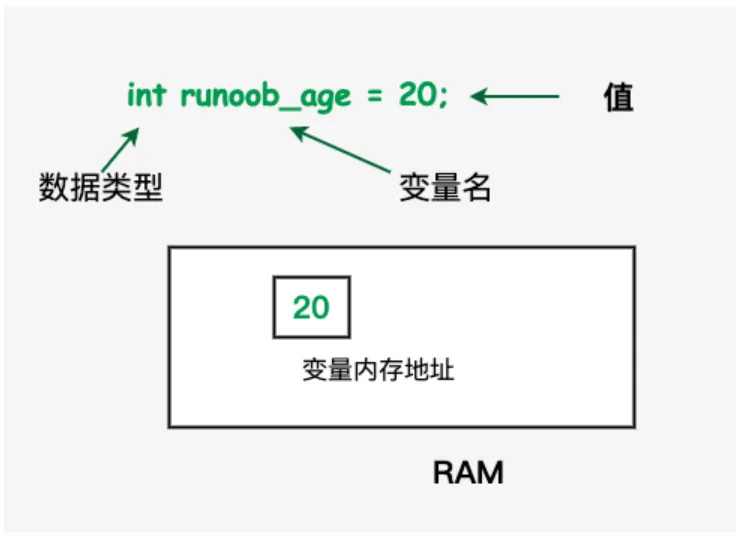 int runoob_age = 20; 值
数据类型 变量名
20
变量内存地址
RAM